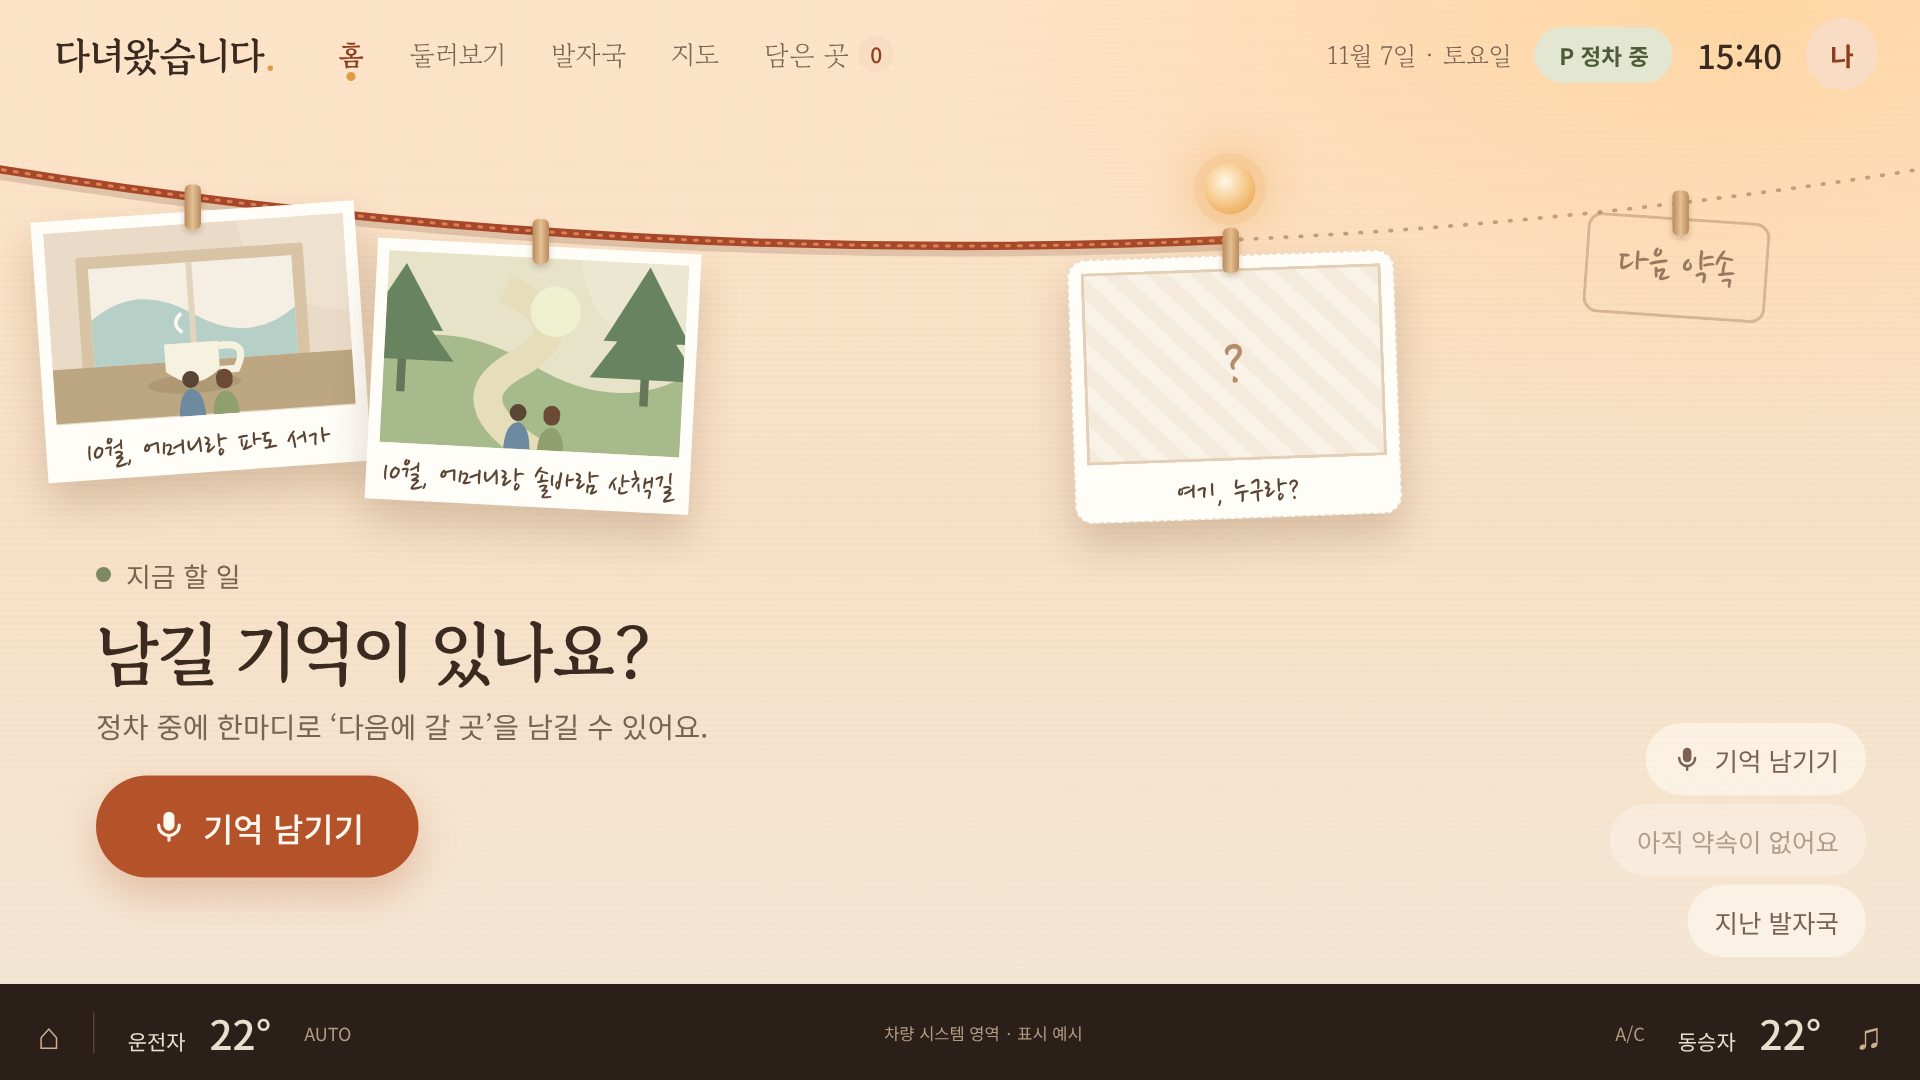 다녀왔습니다.
홈
둘러보기
발자국
지도
담은 곳 0
11월 7일 · 토요일
P 정차 중
15:40
나
10월, 어머니랑 파도 서가
10월, 어머니랑 솔바람 산책길
여기, 누구랑?
다음 약속
지금 할 일
남길 기억이 있나요?
정차 중에 한마디로 ‘다음에 갈 곳’을 남길 수 있어요.
기억 남기기
기억 남기기
아직 약속이 없어요
지난 발자국
운전자 22° AUTO
차량 시스템 영역 · 표시 예시
A/C 동승자 22°